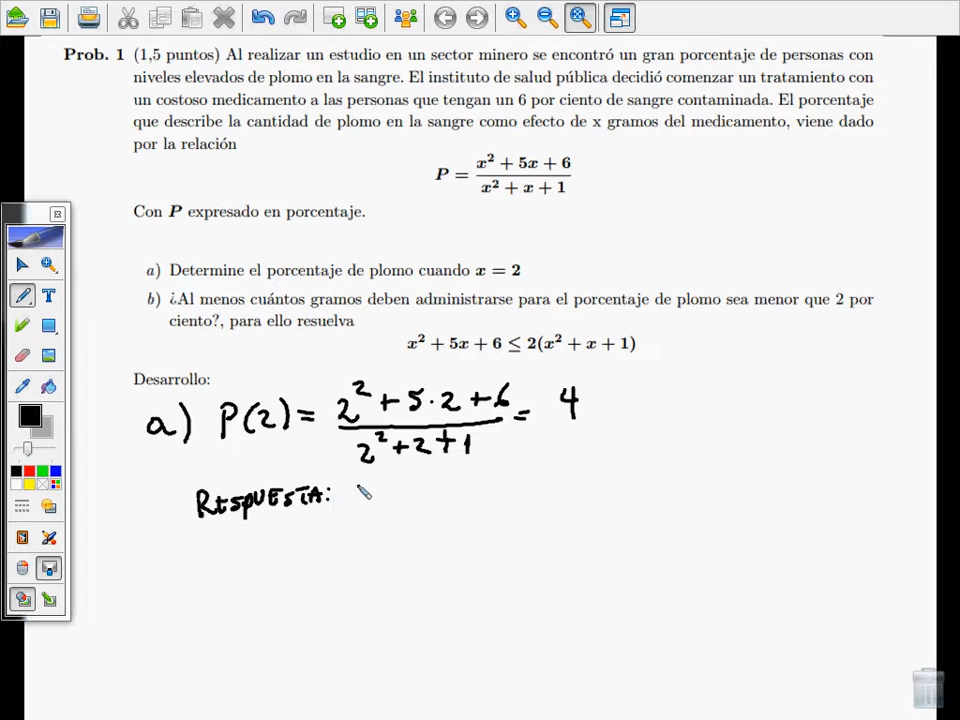 Prob. 1 (1,5 puntos) Al realizar un estudio en un sector minero se encontró un gran porcentaje de personas con
niveles elevados de plomo en la sangre. El instituto de salud pública decidió comenzar un tratamiento con
un costoso medicamento a las personas que tengan un 6 por ciento de sangre contaminada. El porcentaje
que describe la cantidad de plomo en la sangre como efecto de x gramos del medicamento, viene dado
por la relación
P = (x² + 5x + 6) / (x² + x + 1)
Con P expresado en porcentaje.
a) Determine el porcentaje de plomo cuando x = 2
b) ¿Al menos cuántos gramos deben administrarse para el porcentaje de plomo sea menor que 2 por
ciento?, para ello resuelva
x² + 5x + 6 ≤ 2(x² + x + 1)
Desarrollo:
a) P(2) = (2² + 5 · 2 + 6) / (2² + 2 + 1) = 4
RESPUESTA: